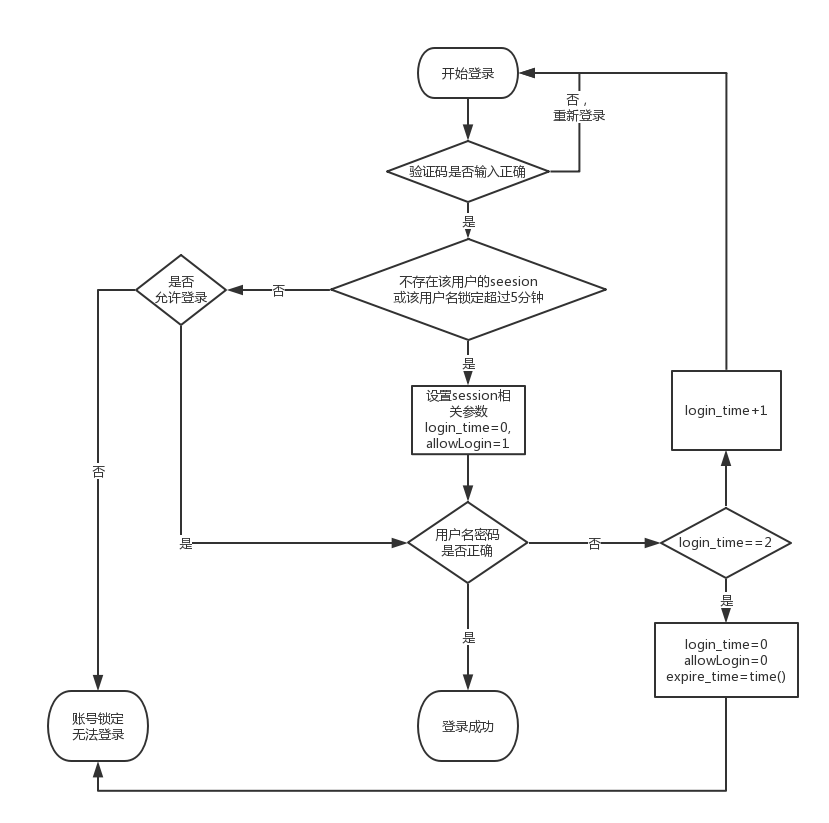 开始登录
否，
重新登录
验证码是否输入正确
是
是否
允许登录
否
不存在该用户的seesion
或该用户名锁定超过5分钟
是
设置session相
关参数
login_time=0,
allowLogin=1
login_time+1
否
是
用户名密码
是否正确
否
login_time==2
是
是
login_time=0
allowLogin=0
expire_time=time()
账号锁定
无法登录
登录成功